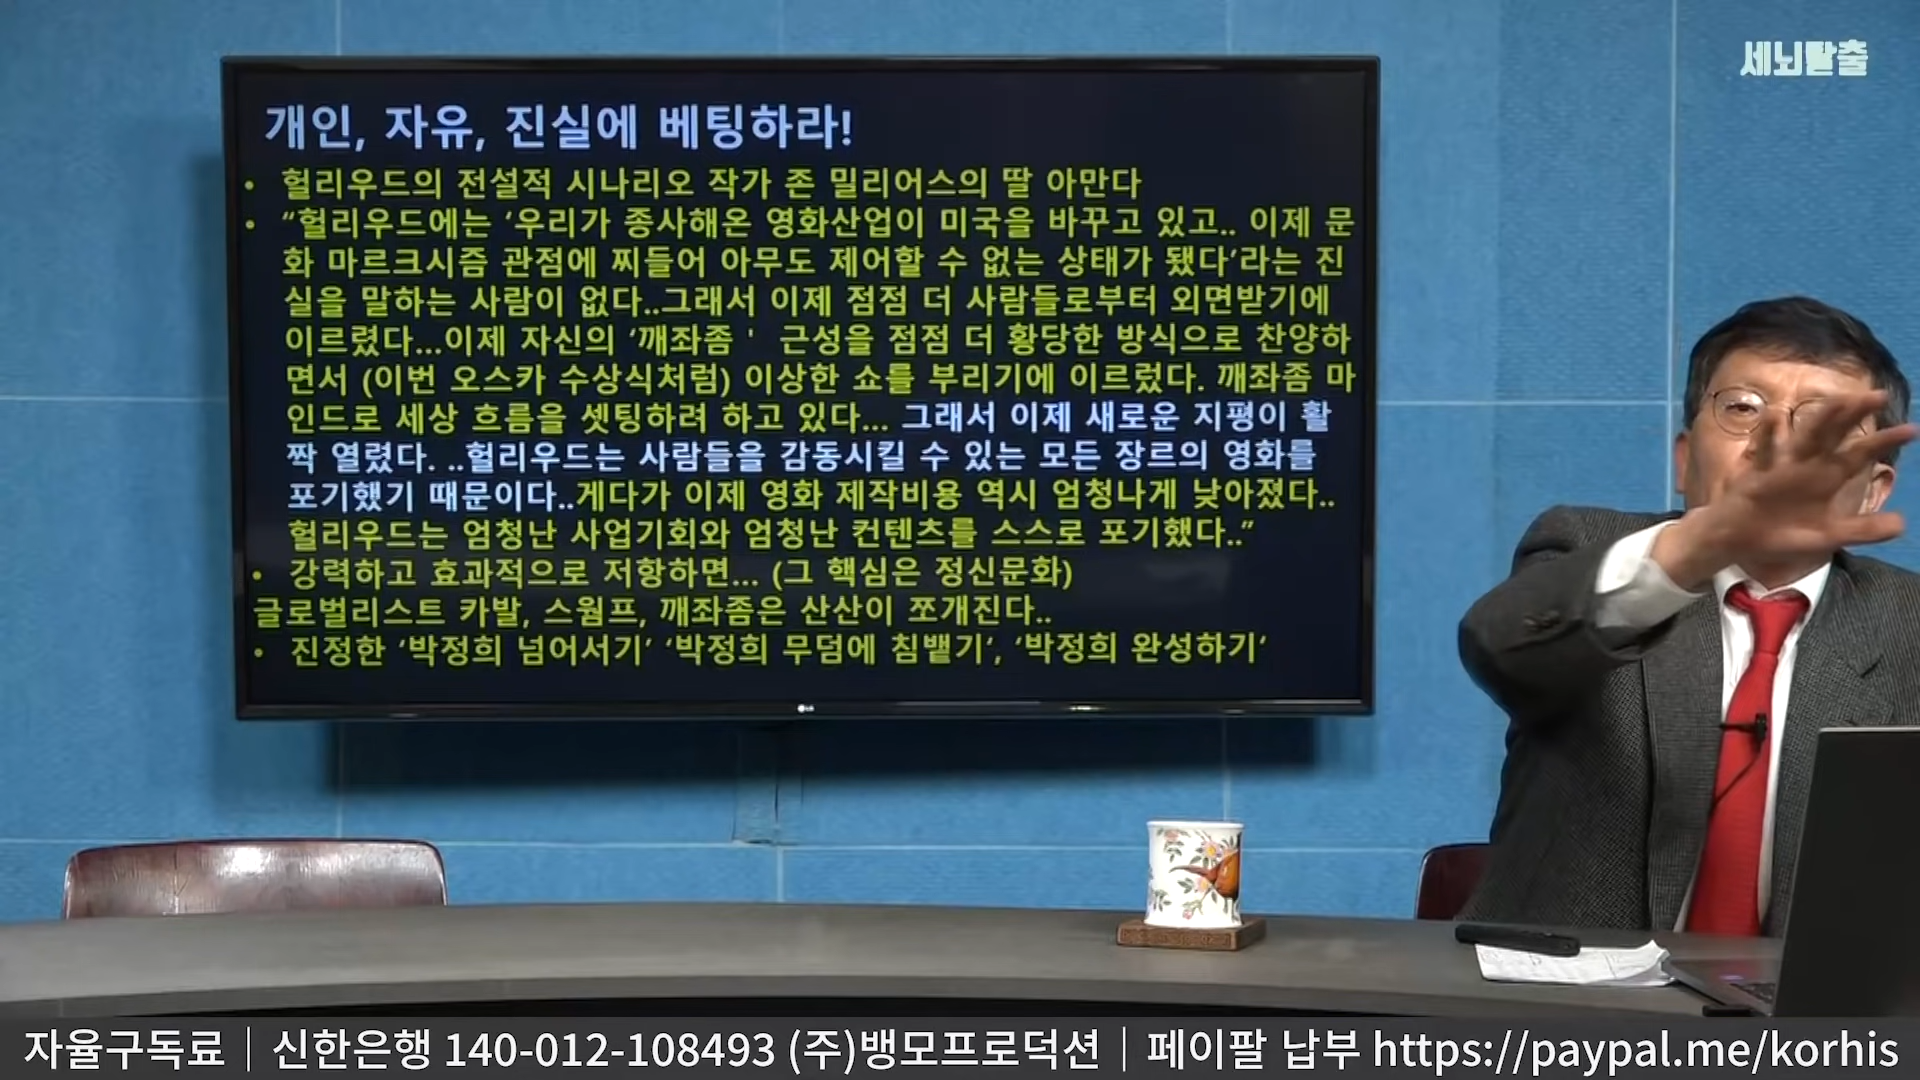 세뇌탈출
개인, 자유, 진실에 베팅하라!
• 헐리우드의 전설적 시나리오 작가 존 밀리어스의 딸 아만다
• “헐리우드에는 ‘우리가 종사해온 영화산업이 미국을 바꾸고 있고.. 이제 문
화 마르크시즘 관점에 찌들어 아무도 제어할 수 없는 상태가 됐다’라는 진
실을 말하는 사람이 없다..그래서 이제 점점 더 사람들로부터 외면받기에
이르렸다...이제 자신의 ‘깨좌좀 ' 근성을 점점 더 황당한 방식으로 찬양하
면서 (이번 오스카 수상식처럼) 이상한 쇼를 부리기에 이르렀다. 깨좌좀 마
인드로 세상 흐름을 셋팅하려 하고 있다... 그래서 이제 새로운 지평이 활
짝 열렸다. ..헐리우드는 사람들을 감동시킬 수 있는 모든 장르의 영화를
포기했기 때문이다..게다가 이제 영화 제작비용 역시 엄청나게 낮아졌다..
헐리우드는 엄청난 사업기회와 엄청난 컨텐츠를 스스로 포기했다..”
• 강력하고 효과적으로 저항하면... (그 핵심은 정신문화)
글로벌리스트 카발, 스웜프, 깨좌좀은 산산이 쪼개진다..
• 진정한 ‘박정희 넘어서기’ ‘박정희 무덤에 침뱉기’, ‘박정희 완성하기’
LG
자율구독료│신한은행 140-012-108493 (주)뱅모프로덕션│페이팔 납부 https://paypal.me/korhis